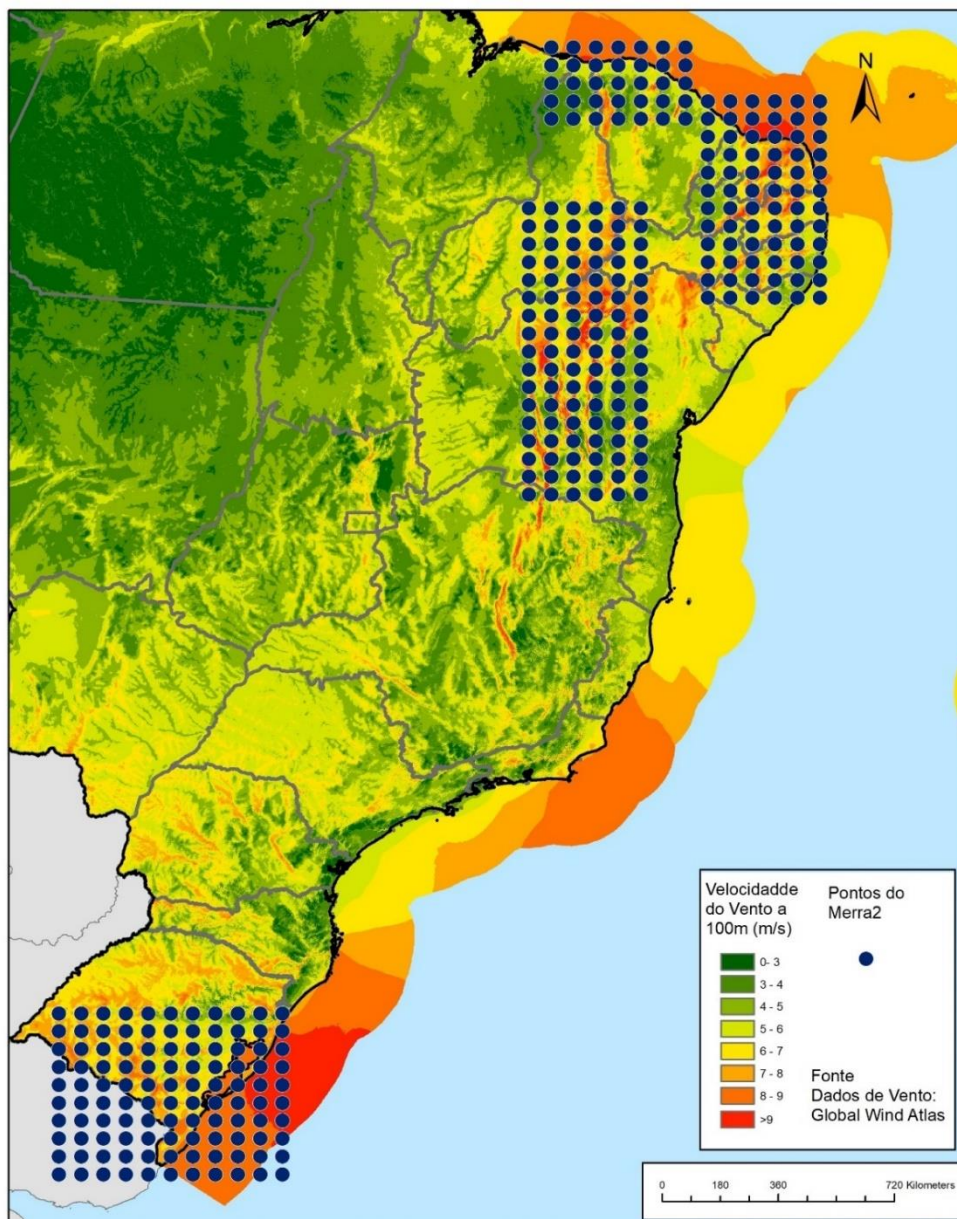 N
Velocidadde
do Vento a
100m (m/s)
Pontos do
Merra2
0- 3
3 - 4
4 - 5
5 - 6
6 - 7
7 - 8
8 - 9
>9
Fonte
Dados de Vento:
Global Wind Atlas
0 180 360 720 Kilometers